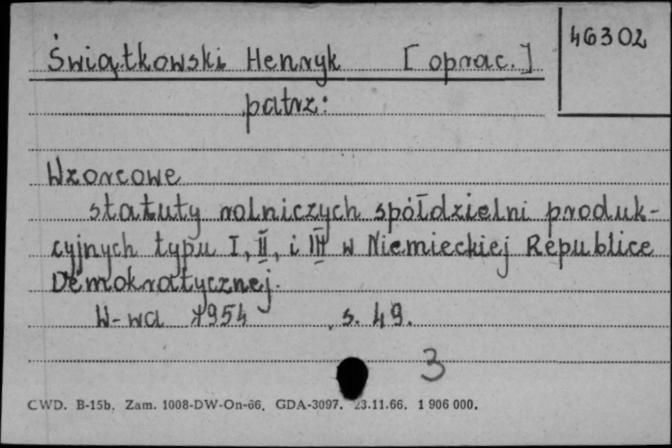 46302
Świątkowski Henryk [oprac.]
patrz:
Wzorcowe
statuty rolniczych spółdzielni produk-
cyjnych typu I, II, i III w Niemieckiej Republice
Demokratycznej.
W-wa 1954 s. 49.
3
CWD. B-15b. Zam. 1008-DW-On-66. GDA-3097. 23.11.66. 1 906 000.